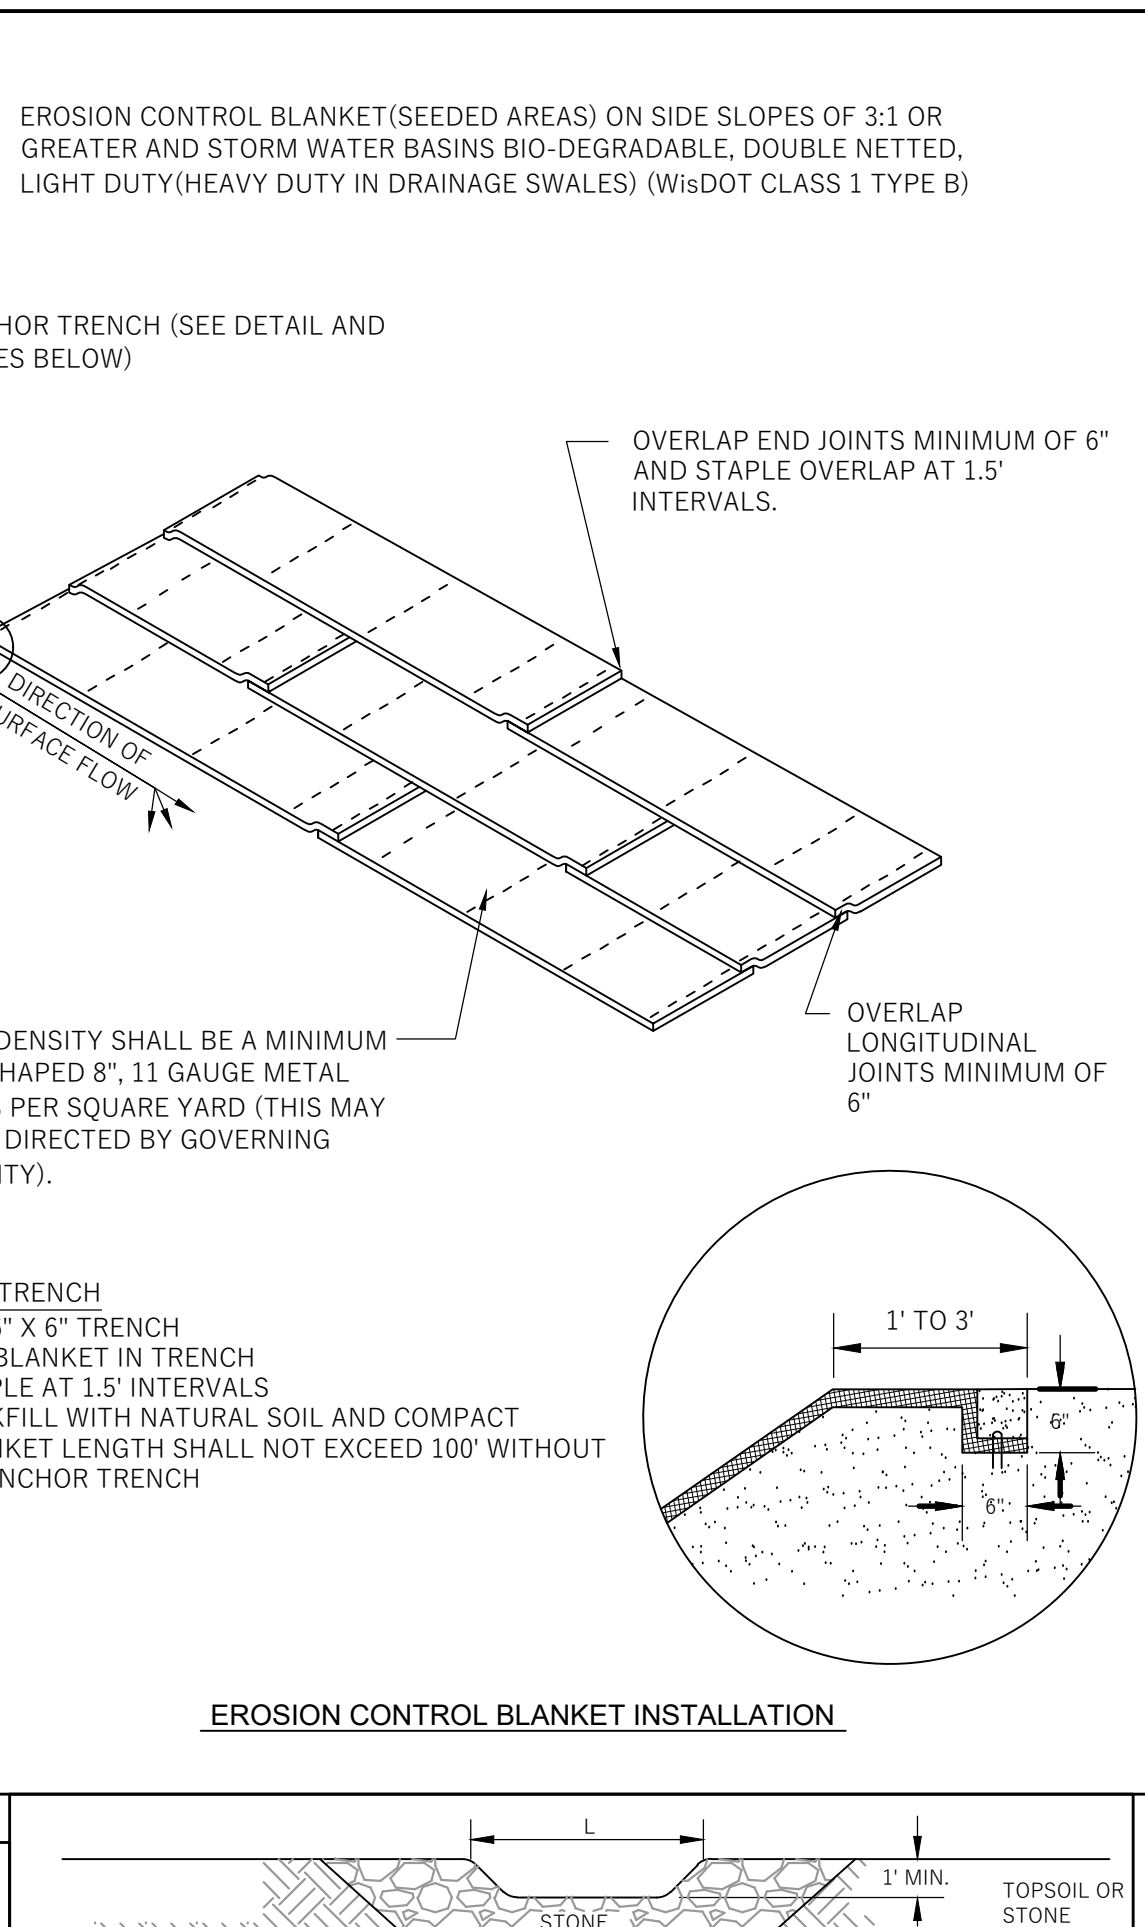 EROSION CONTROL BLANKET(SEEDED AREAS) ON SIDE SLOPES OF 3:1 OR
GREATER AND STORM WATER BASINS BIO-DEGRADABLE, DOUBLE NETTED,
LIGHT DUTY(HEAVY DUTY IN DRAINAGE SWALES) (WisDOT CLASS 1 TYPE B)
HOR TRENCH (SEE DETAIL AND
ES BELOW)
OVERLAP END JOINTS MINIMUM OF 6"
AND STAPLE OVERLAP AT 1.5'
INTERVALS.
DIRECTION OF
URFACE FLOW
DENSITY SHALL BE A MINIMUM
HAPED 8", 11 GAUGE METAL
PER SQUARE YARD (THIS MAY
DIRECTED BY GOVERNING
ITY).
OVERLAP
LONGITUDINAL
JOINTS MINIMUM OF
6"
TRENCH
6" X 6" TRENCH
BLANKET IN TRENCH
PLE AT 1.5' INTERVALS
KFILL WITH NATURAL SOIL AND COMPACT
NKET LENGTH SHALL NOT EXCEED 100' WITHOUT
NCHOR TRENCH
1' TO 3'
6"
6"
EROSION CONTROL BLANKET INSTALLATION
L
1' MIN.
TOPSOIL OR
STONE
STONE